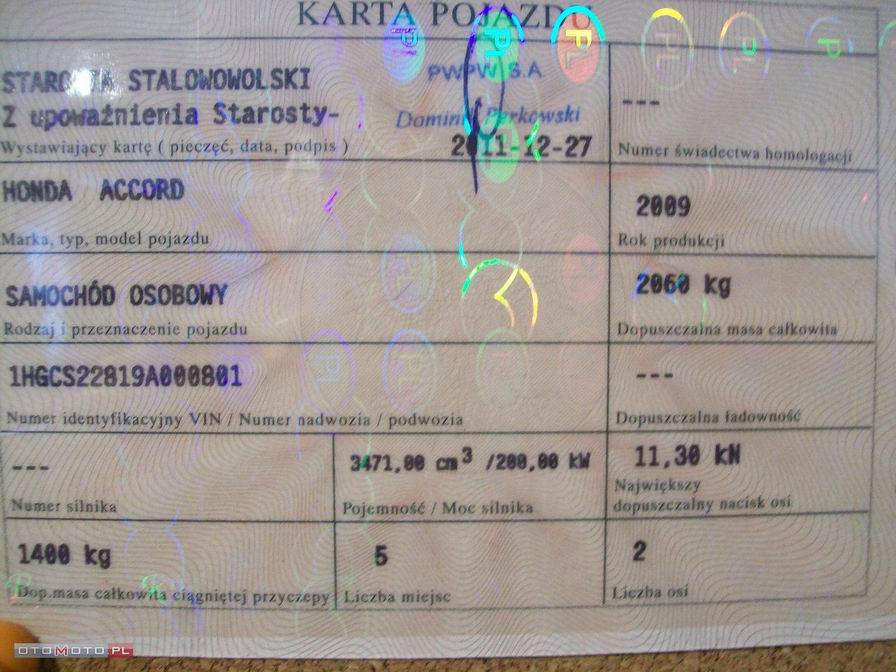 KARTA POJAZDU
STAROSTA STALOWOWOLSKI
Z upoważnienia Starosty-
PWPW S.A
Dominik Perkowski
2011-12-27
Wystawiający kartę ( pieczęć, data, podpis )
---
Numer świadectwa homologacji
HONDA ACCORD
Marka, typ, model pojazdu
2009
Rok produkcji
SAMOCHÓD OSOBOWY
Rodzaj i przeznaczenie pojazdu
2060 kg
Dopuszczalna masa całkowita
1HGCS22819A000801
Numer identyfikacyjny VIN / Numer nadwozia / podwozia
---
Dopuszczalna ładowność
---
Numer silnika
3471,00 cm³ /200,00 kW
Pojemność / Moc silnika
11,30 kN
Największy
dopuszczalny nacisk osi
1400 kg
Dop.masa całkowita ciągniętej przyczepy
5
Liczba miejsc
2
Liczba osi
OTOMOTO.PL